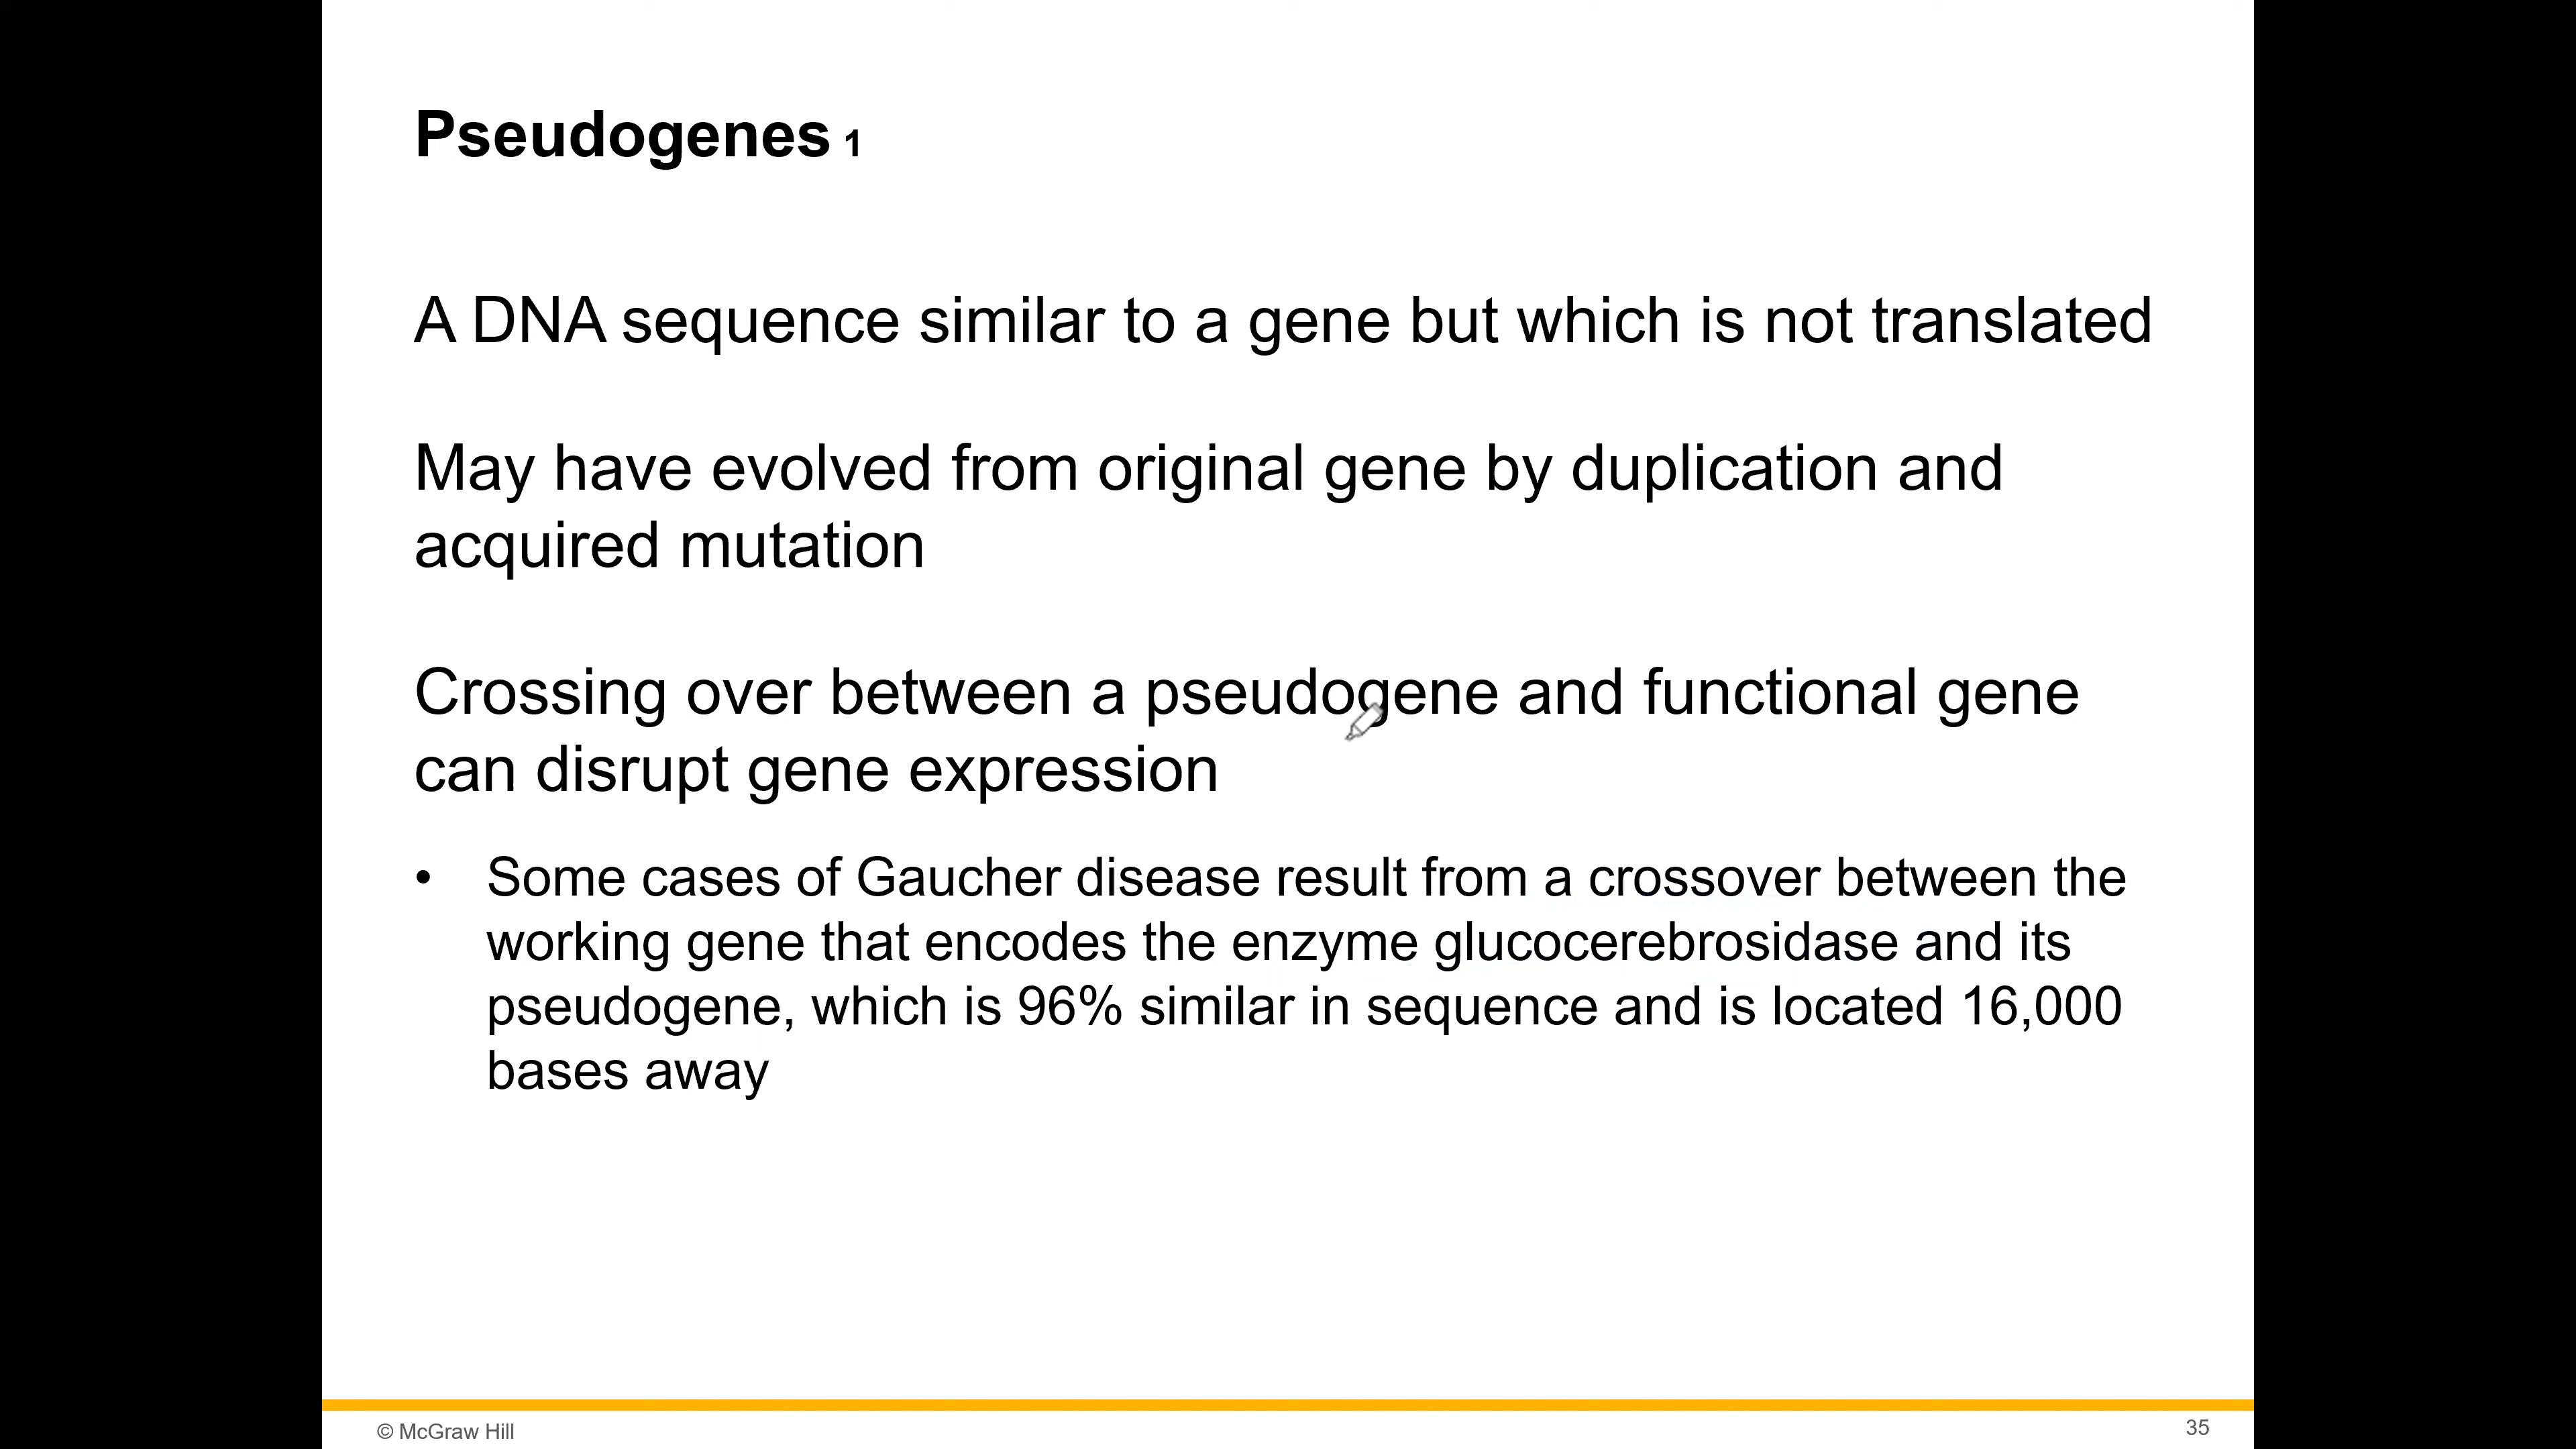 Pseudogenes 1
A DNA sequence similar to a gene but which is not translated
May have evolved from original gene by duplication and
acquired mutation
Crossing over between a pseudogene and functional gene
can disrupt gene expression
• Some cases of Gaucher disease result from a crossover between the
working gene that encodes the enzyme glucocerebrosidase and its
pseudogene, which is 96% similar in sequence and is located 16,000
bases away
© McGraw Hill
35